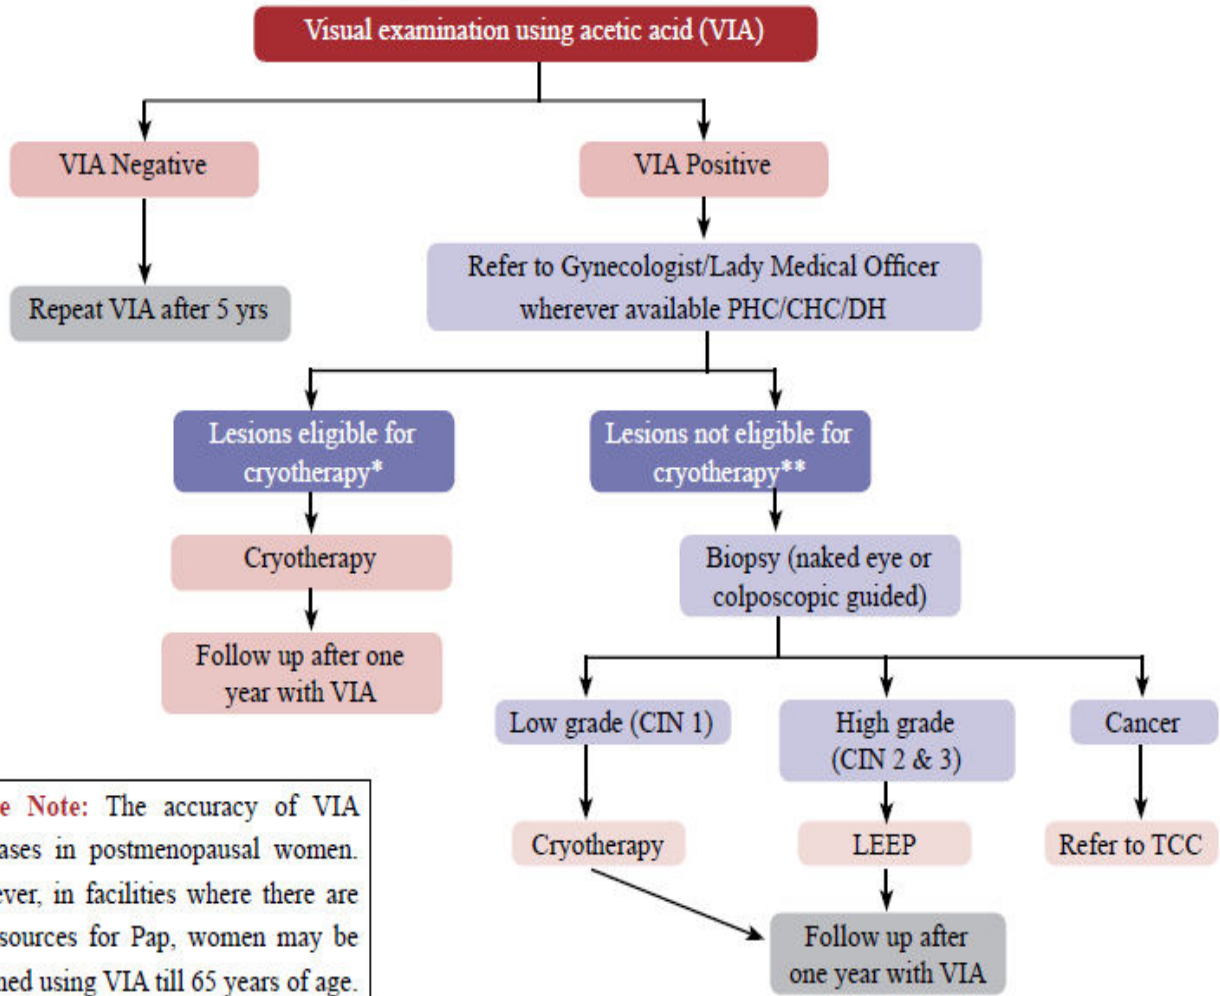 Visual examination using acetic acid (VIA)
VIA Negative
VIA Positive
Repeat VIA after 5 yrs
Refer to Gynecologist/Lady Medical Officer
wherever available PHC/CHC/DH
Lesions eligible for
cryotherapy*
Lesions not eligible for
cryotherapy**
Cryotherapy
Biopsy (naked eye or
colposcopic guided)
Follow up after one
year with VIA
Low grade (CIN 1)
High grade
(CIN 2 & 3)
Cancer
Cryotherapy
LEEP
Refer to TCC
Follow up after
one year with VIA
Note: The accuracy of VIA
in postmenopausal women.
in facilities where there are
for Pap, women may be
using VIA till 65 years of age.